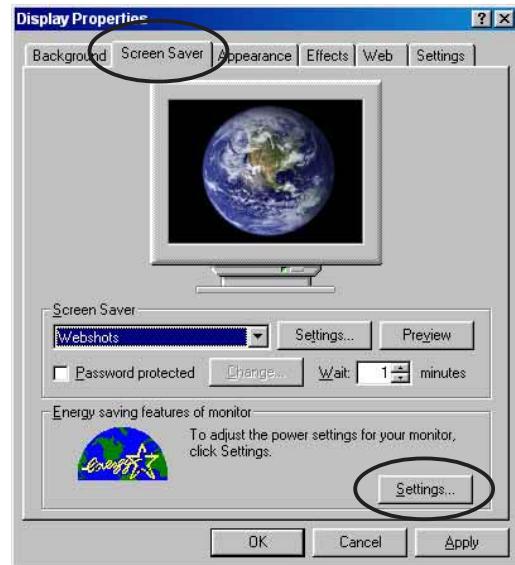 Display Properties
Background Screen Saver Appearance Effects Web Settings
Screen Saver
Webshots Settings... Preview
Password protected Change... Wait: 1 minutes
Energy saving features of monitor
To adjust the power settings for your monitor,
click Settings.
energy
Settings...
OK Cancel Apply